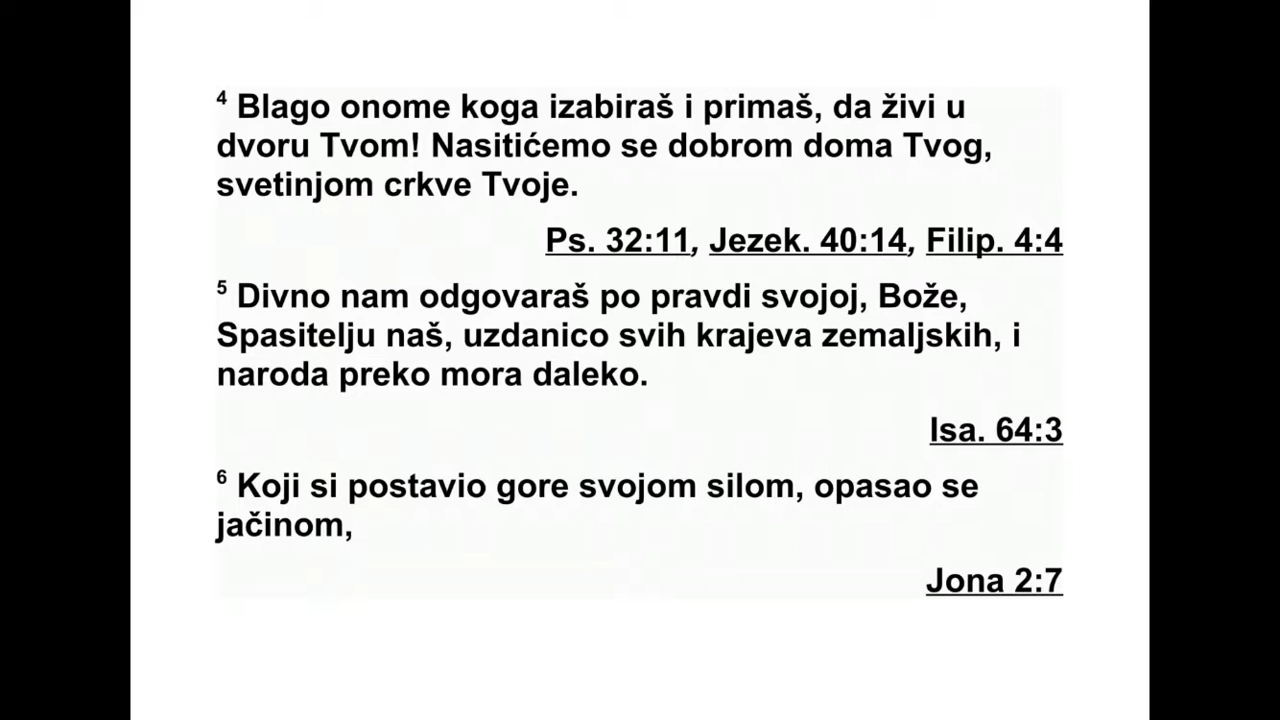 4 Blago onome koga izabiraš i primaš, da živi u
dvoru Tvom! Nasitićemo se dobrom doma Tvog,
svetinjom crkve Tvoje.
Ps. 32:11, Jezek. 40:14, Filip. 4:4
5 Divno nam odgovaraš po pravdi svojoj, Bože,
Spasitelju naš, uzdanico svih krajeva zemaljskih, i
naroda preko mora daleko.
Isa. 64:3
6 Koji si postavio gore svojom silom, opasao se
jačinom,
Jona 2:7